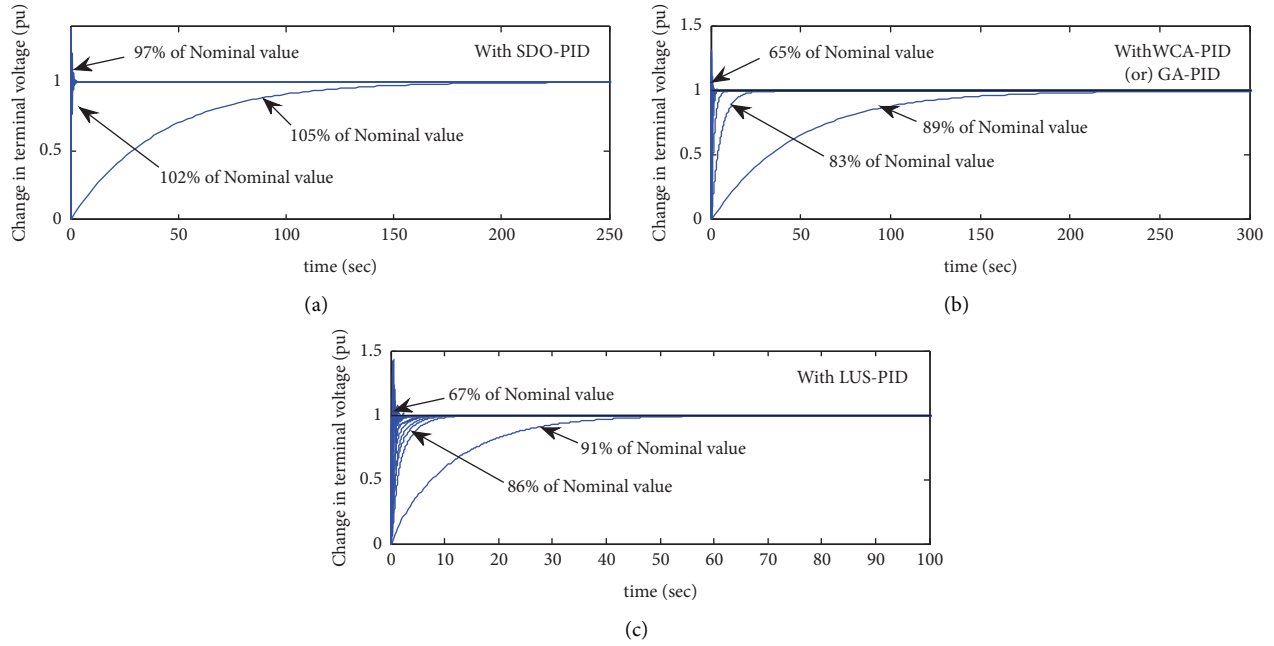 Change in terminal voltage (pu)
1
0.5
0
97% of Nominal value
With SDO-PID
105% of Nominal value
102% of Nominal value
0 50 100 150 200 250
time (sec)
(a)
Change in terminal voltage (pu)
1.5
1
0.5
0
65% of Nominal value
WithWCA-PID
(or) GA-PID
89% of Nominal value
83% of Nominal value
0 50 100 150 200 250 300
time (sec)
(b)
Change in terminal voltage (pu)
1.5
1
0.5
0
67% of Nominal value
With LUS-PID
91% of Nominal value
86% of Nominal value
0 10 20 30 40 50 60 70 80 90 100
time (sec)
(c)